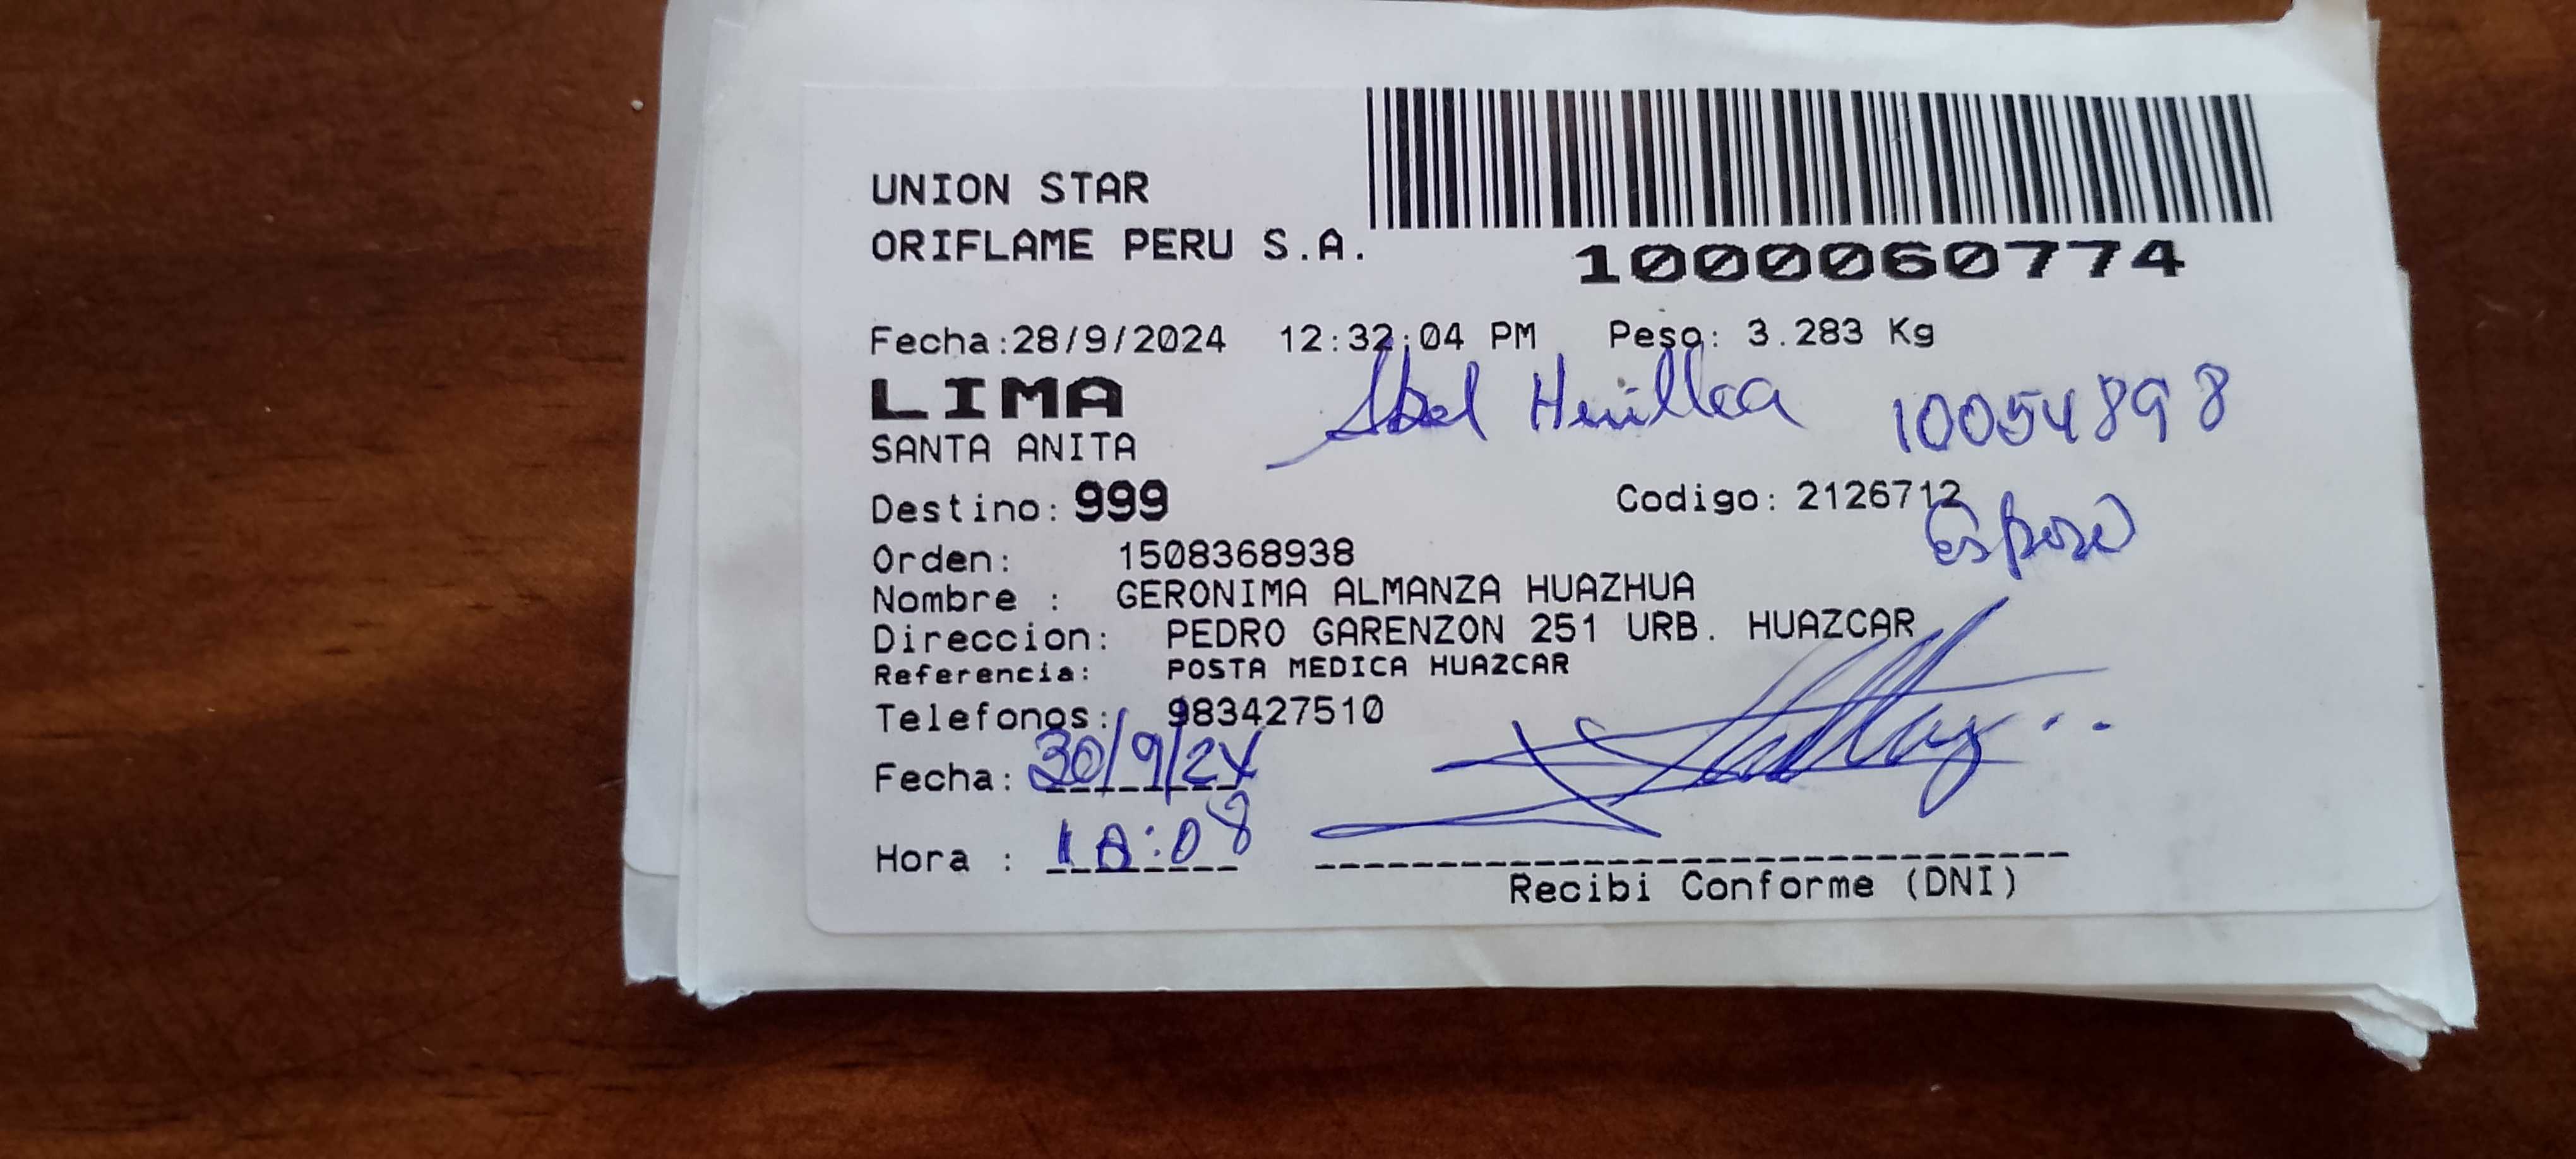 UNION STAR
ORIFLAME PERU S.A.
1000060774
Fecha:28/9/2024 12:32:04 PM Peso: 3.283 Kg
LIMA
Abel Huillca 10054898
SANTA ANITA
Destino: 999 Codigo: 2126712
Esposo
Orden: 1508368938
Nombre : GERONIMA ALMANZA HUAZHUA
Direccion: PEDRO GARENZON 251 URB. HUAZCAR
Referencia: POSTA MEDICA HUAZCAR
Telefonos: 983427510
Fecha: 30/9/24
Hora :
Recibi Conforme (DNI)